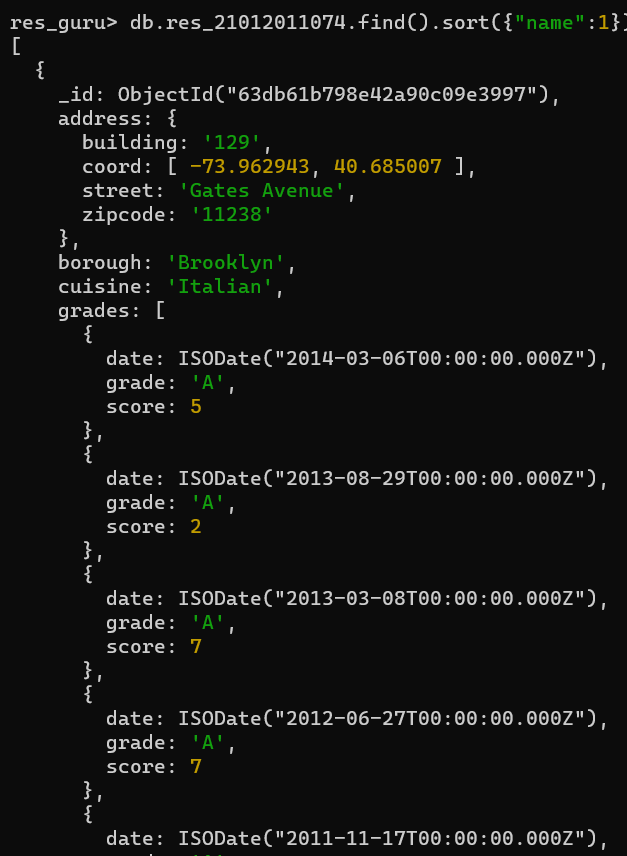 res_guru> db.res_21012011074.find().sort({"name":1})
[
  {
    _id: ObjectId("63db61b798e42a90c09e3997"),
    address: {
      building: '129',
      coord: [ -73.962943, 40.685007 ],
      street: 'Gates Avenue',
      zipcode: '11238'
    },
    borough: 'Brooklyn',
    cuisine: 'Italian',
    grades: [
      {
        date: ISODate("2014-03-06T00:00:00.000Z"),
        grade: 'A',
        score: 5
      },
      {
        date: ISODate("2013-08-29T00:00:00.000Z"),
        grade: 'A',
        score: 2
      },
      {
        date: ISODate("2013-03-08T00:00:00.000Z"),
        grade: 'A',
        score: 7
      },
      {
        date: ISODate("2012-06-27T00:00:00.000Z"),
        grade: 'A',
        score: 7
      },
      {
        date: ISODate("2011-11-17T00:00:00.000Z"),